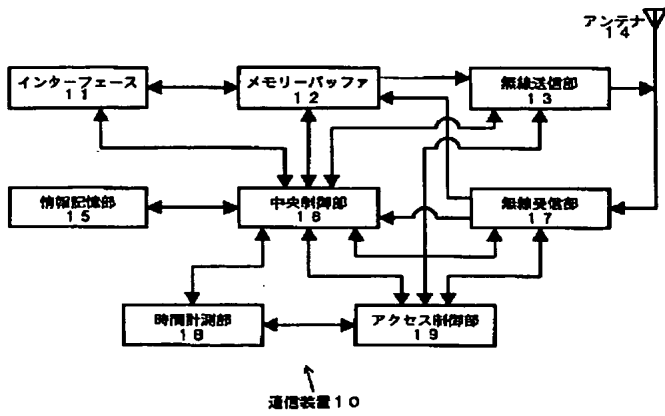 アンテナ
14
インターフェース
11
メモリーバッファ
12
無線送信部
13
情報記憶部
15
中央制御部
16
無線受信部
17
時間計測部
18
アクセス制御部
19
通信装置10